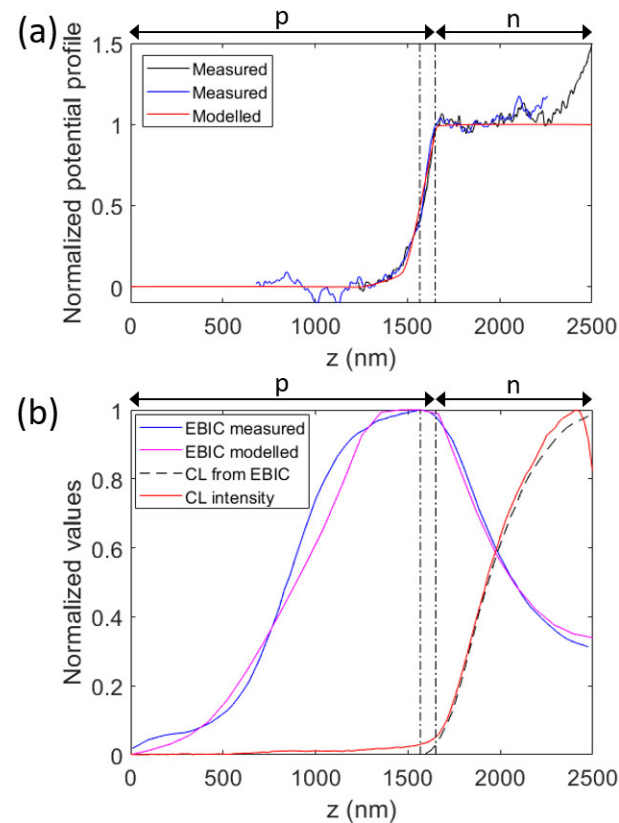 (a)
p
n
Normalized potential profile
1.5
1
0.5
0
Measured
Measured
Modelled
0
500
1000
1500
2000
2500
z (nm)
(b)
p
n
Normalized values
1
0.8
0.6
0.4
0.2
0
EBIC measured
EBIC modelled
CL from EBIC
CL intensity
0
500
1000
1500
2000
2500
z (nm)